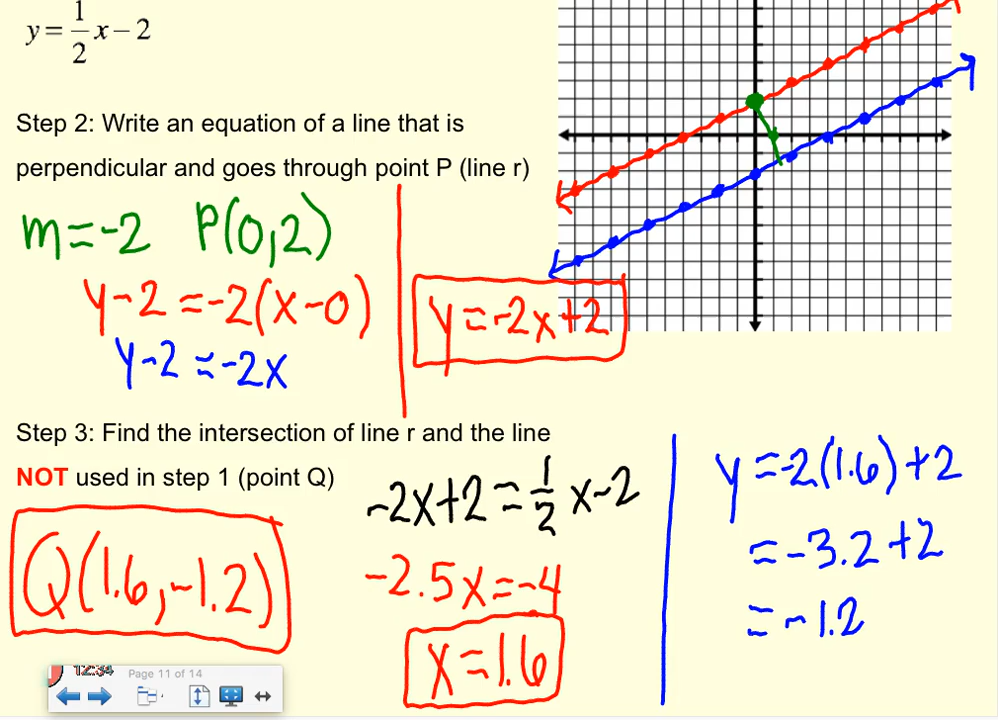 y = 1/2 x – 2
Step 2: Write an equation of a line that is
perpendicular and goes through point P (line r)
m=-2 P(0,2)
y-2=-2(x-0)
y-2=-2x
y=-2x+2
Step 3: Find the intersection of line r and the line
NOT used in step 1 (point Q)
Q(1.6,-1.2)
-2x+2=1/2 x-2
-2.5x=-4
x=1.6
y=-2(1.6)+2
=-3.2+2
=-1.2
12:34
Page 11 of 14